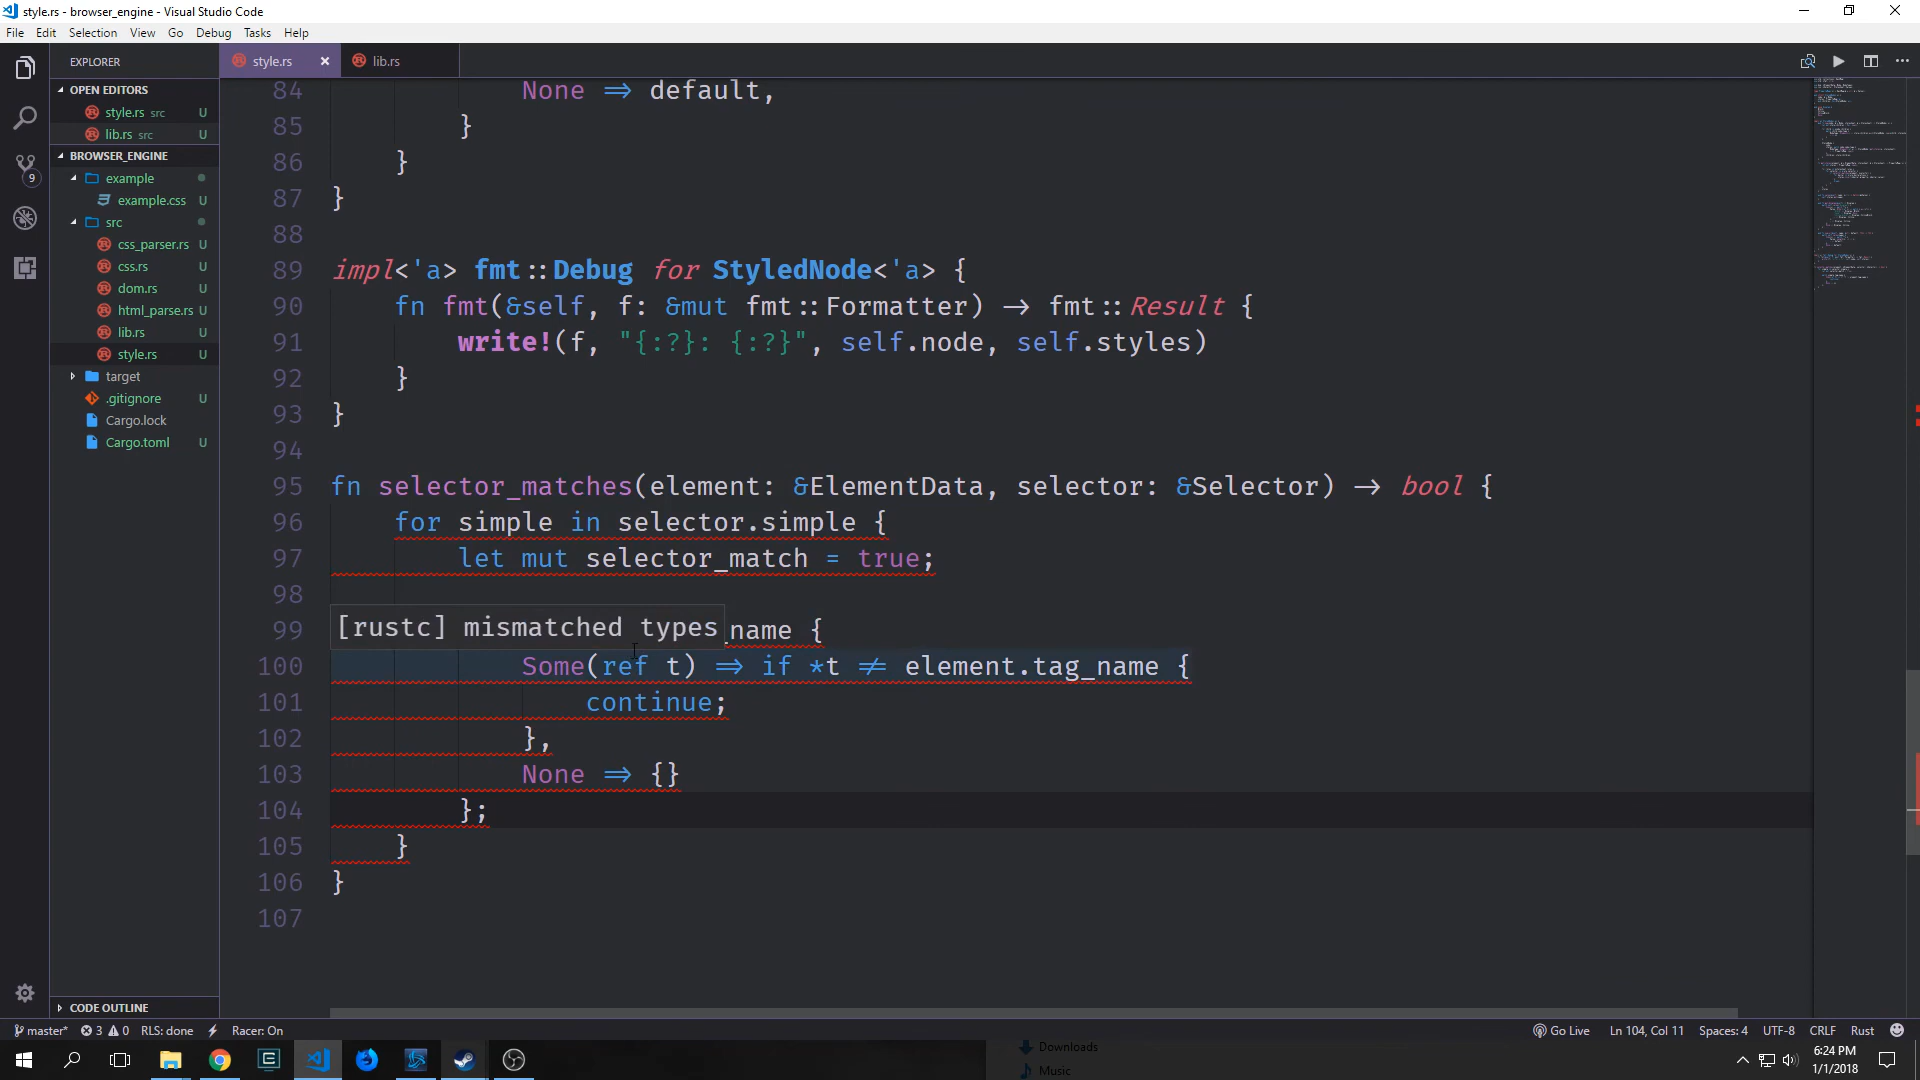 style.rs - browser_engine - Visual Studio Code
File Edit Selection View Go Debug Tasks Help
EXPLORER
OPEN EDITORS
style.rs src U
lib.rs src U
BROWSER_ENGINE
example
example.css U
src
css_parser.rs U
css.rs U
dom.rs U
html_parse.rs U
lib.rs U
style.rs U
target
.gitignore U
Cargo.lock
Cargo.toml U
CODE OUTLINE
9
style.rs × lib.rs
84 None => default,
85 }
86 }
87 }
88
89 impl<'a> fmt::Debug for StyledNode<'a> {
90 fn fmt(&self, f: &mut fmt::Formatter) -> fmt::Result {
91 write!(f, "{:?}: {:?}", self.node, self.styles)
92 }
93 }
94
95 fn selector_matches(element: &ElementData, selector: &Selector) -> bool {
96 for simple in selector.simple {
97 let mut selector_match = true;
98
[rustc] mismatched types
99 _name {
100 Some(ref t) => if *t != element.tag_name {
101 continue;
102 },
103 None => {}
104 };
105 }
106 }
107
master* 3 0 RLS: done Racer: On
Go Live Ln 104, Col 11 Spaces: 4 UTF-8 CRLF Rust
Downloads
Music
6:24 PM
1/1/2018